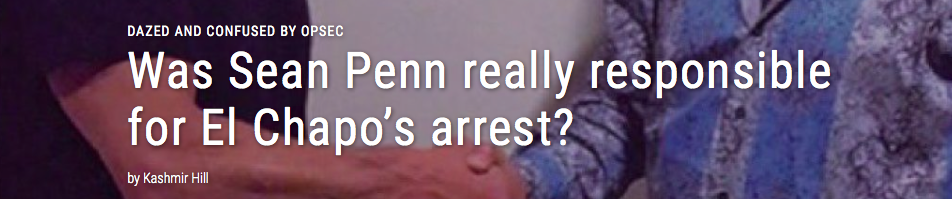 DAZED AND CONFUSED BY OPSEC
Was Sean Penn really responsible
for El Chapo’s arrest?
by Kashmir Hill